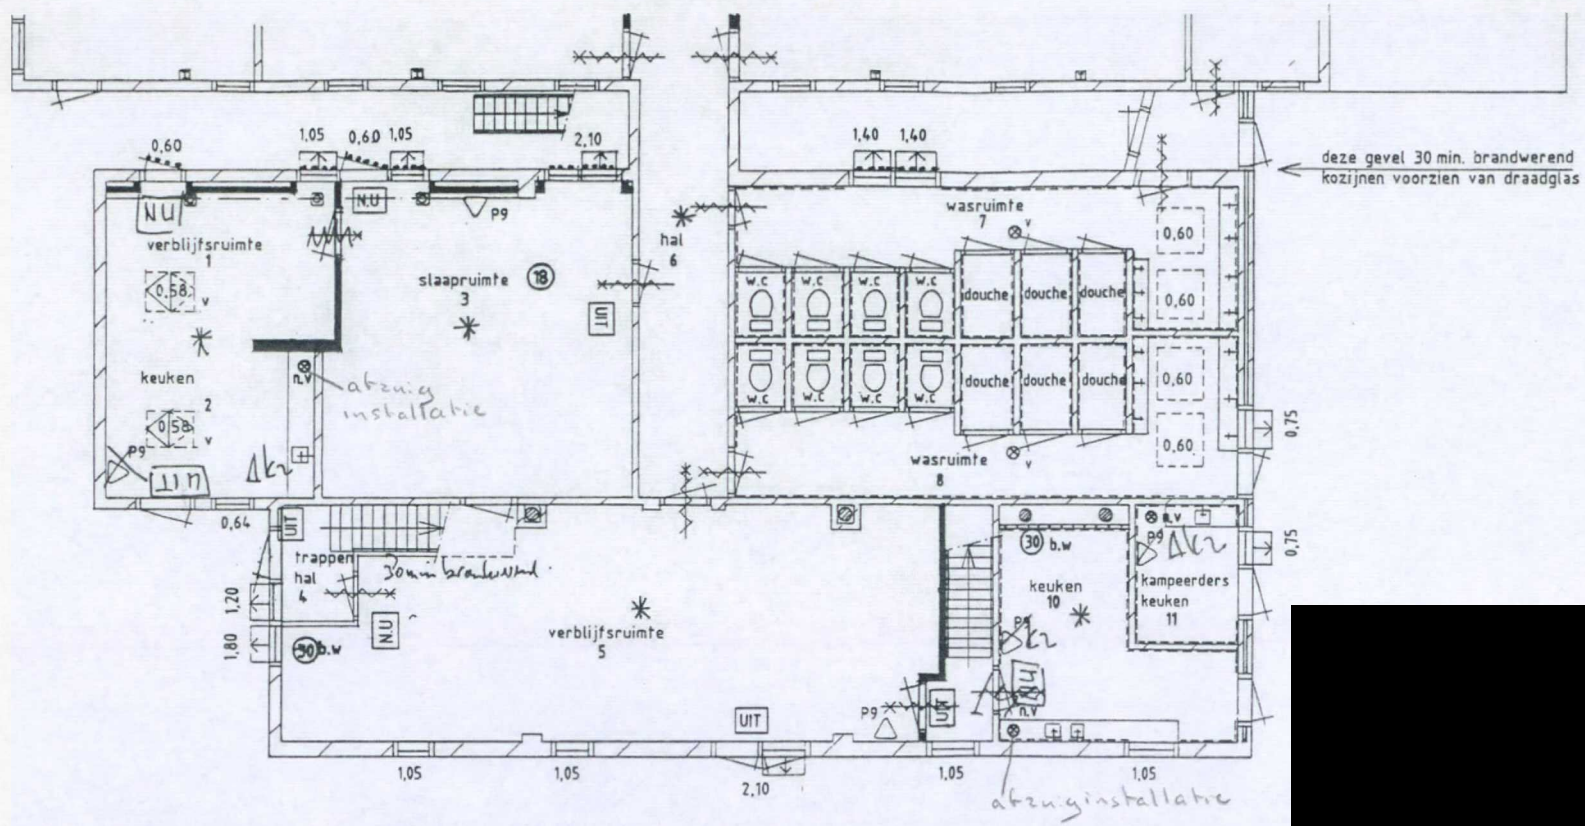 0,60
1,05
0,60
1,05
2,10
1,40
1,40
deze gevel 30 min. brandwerend
kozijnen voorzien van draadglas
N.U
N.U
P9
verblijfsruimte
1
slaapruimte
3
18
hal
6
wasruimte
7
v
0,60
0,58
v
UIT
w.c
w.c
w.c
w.c
douche
douche
douche
0,60
keuken
2
n.v
afzuig
installatie
w.c
w.c
w.c
w.c
douche
douche
douche
0,60
0,58
v
0,60
0,75
P9
UIT
k2
wasruimte
8
v
0,64
UIT
trappen
hal
4
30 min brandwerend
n.v
P9
k2
30 b.w
0,75
keuken
10
kampeerders
keuken
11
1,20
1,80
30 b.w
N.U
verblijfsruimte
5
P9
k2
NU
n.v
UIT
P9
UIT
1,05
1,05
2,10
1,05
1,05
afzuiginstallatie